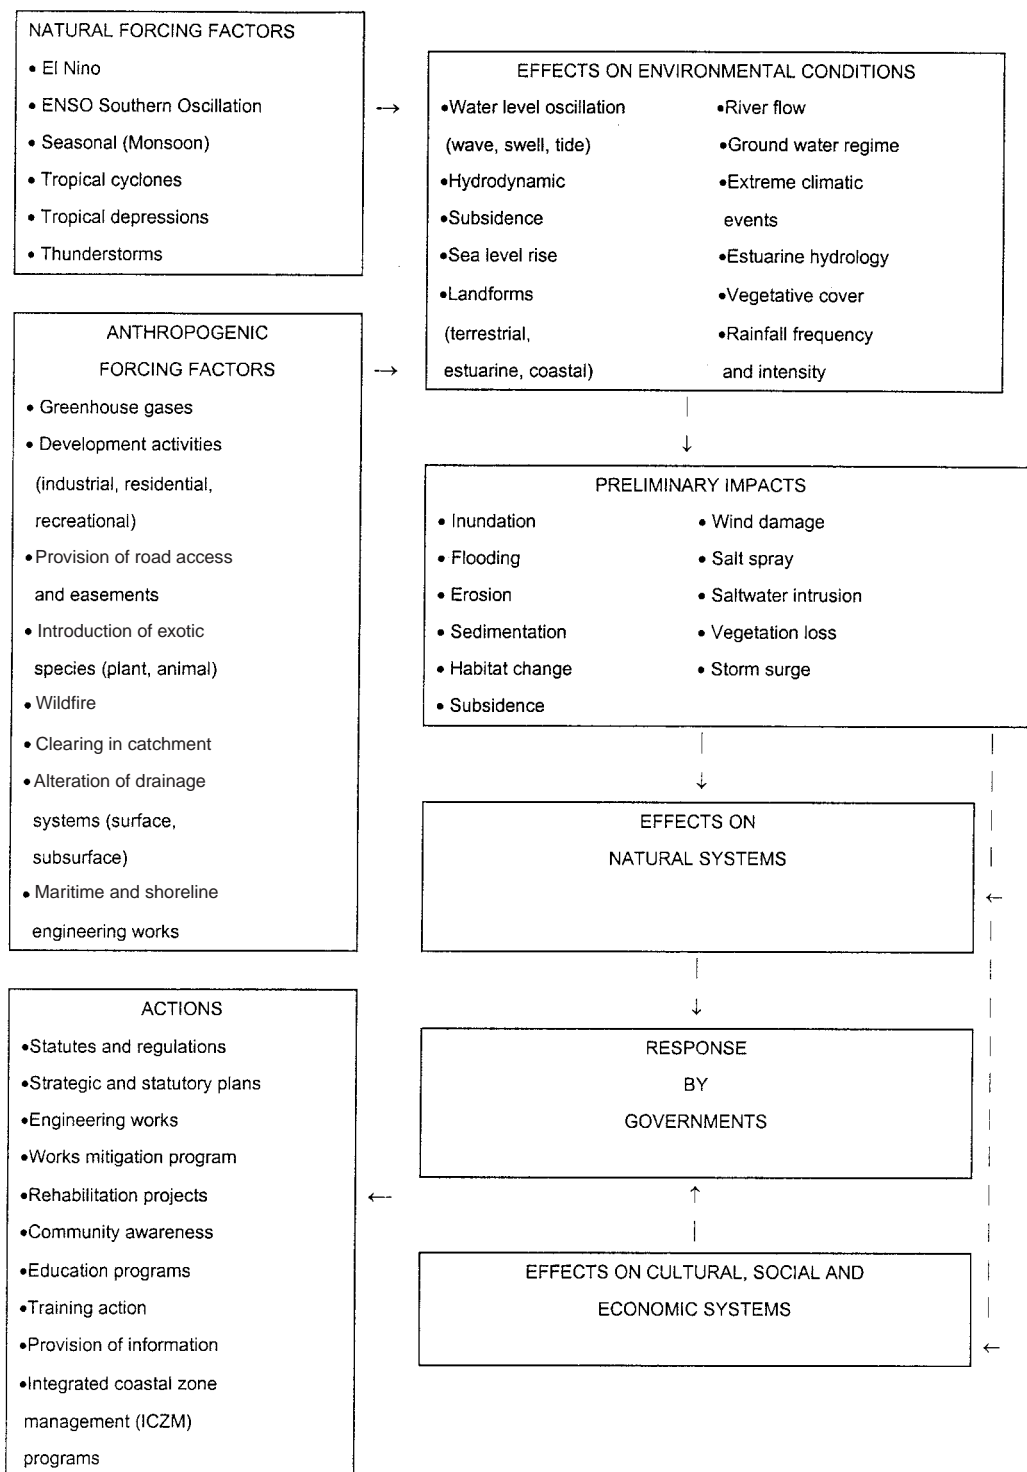 NATURAL FORCING FACTORS
• El Nino
• ENSO Southern Oscillation
• Seasonal (Monsoon)
• Tropical cyclones
• Tropical depressions
• Thunderstorms
EFFECTS ON ENVIRONMENTAL CONDITIONS
•Water level oscillation
(wave, swell, tide)
•Hydrodynamic
•Subsidence
•Sea level rise
•Landforms
(terrestrial,
estuarine, coastal)
•River flow
•Ground water regime
•Extreme climatic
events
•Estuarine hydrology
•Vegetative cover
•Rainfall frequency
and intensity
ANTHROPOGENIC
FORCING FACTORS
• Greenhouse gases
• Development activities
(industrial, residential,
recreational)
• Provision of road access
and easements
• Introduction of exotic
species (plant, animal)
• Wildfire
• Clearing in catchment
• Alteration of drainage
systems (surface,
subsurface)
• Maritime and shoreline
engineering works
PRELIMINARY IMPACTS
• Inundation
• Flooding
• Erosion
• Sedimentation
• Habitat change
• Subsidence
• Wind damage
• Salt spray
• Saltwater intrusion
• Vegetation loss
• Storm surge
EFFECTS ON
NATURAL SYSTEMS
RESPONSE
BY
GOVERNMENTS
EFFECTS ON CULTURAL, SOCIAL AND
ECONOMIC SYSTEMS
ACTIONS
•Statutes and regulations
•Strategic and statutory plans
•Engineering works
•Works mitigation program
•Rehabilitation projects
•Community awareness
•Education programs
•Training action
•Provision of information
•Integrated coastal zone
management (ICZM)
programs